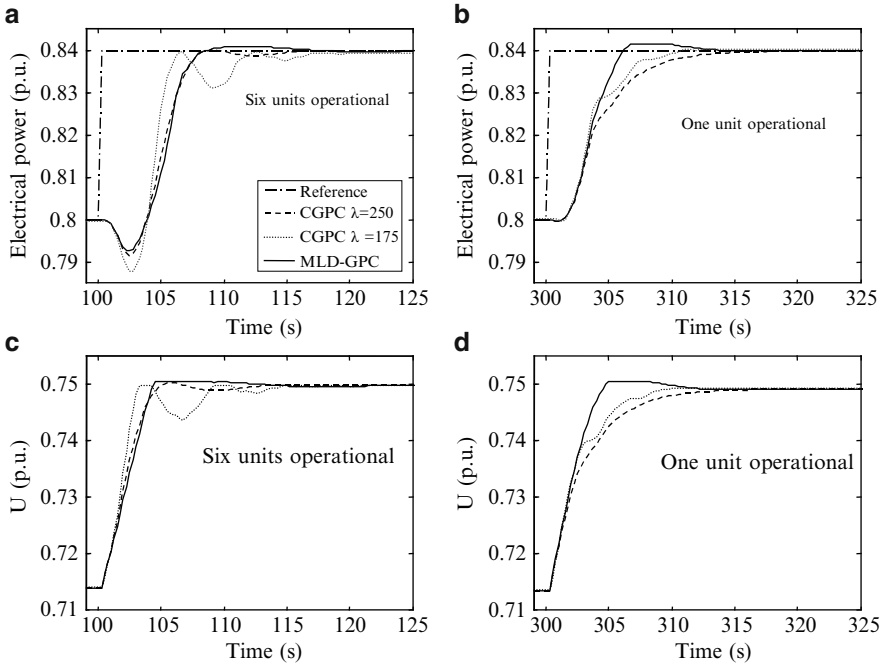 a
Electrical power (p.u.)
0.84
0.83
0.82
0.81
0.8
0.79
Six units operational
Reference
CGPC λ=250
CGPC λ =175
MLD-GPC
100 105 110 115 120 125
Time (s)
b
Electrical power (p.u.)
0.84
0.83
0.82
0.81
0.8
0.79
One unit operational
300 305 310 315 320 325
Time (s)
c
U (p.u.)
0.75
0.74
0.73
0.72
0.71
Six units operational
100 105 110 115 120 125
Time (s)
d
U (p.u.)
0.75
0.74
0.73
0.72
0.71
One unit operational
300 305 310 315 320 325
Time (s)